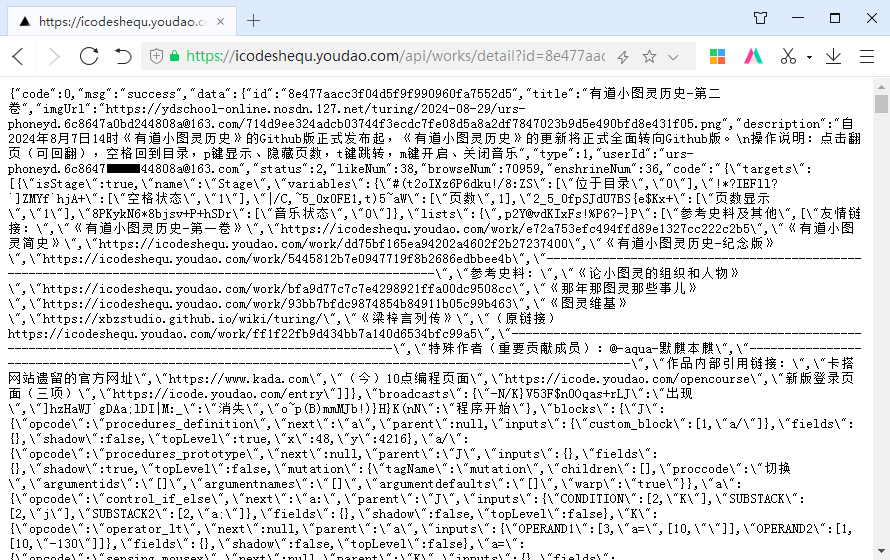 https://icodeshequ.youdao.c
https://icodeshequ.youdao.com/api/works/detail?id=8e477aac
{"code":0,"msg":"success","data":{"id":"8e477aacc3f04d5f9f990960fa7552d5","title":"有道小图灵历史-第二
卷","imgUrl":"https://ydschool-online.nosdn.127.net/turing/2024-08-29/urs-
phoneyd.6c8647a0bd244808a@163.com/714d9ee324adcb03744f3ecdc7fe08d5a8a2df7847023b9d5e490bfd8e431f05.png","description":"自
2024年8月7日14时《有道小图灵历史》的Github版正式发布起,《有道小图灵历史》的更新将正式全面转向Github版。\n操作说明：点击翻
页（可回翻），空格回到目录，p键显示、隐藏页数，t键跳转，m键开启、关闭音乐","type":1,"userId":"urs-
phoneyd.6c8647 44808a@163.com","status":2,"likeNum":38,"browseNum":70959,"enshrineNum":36,"code":"{\"targets\":
[{\"isStage\":true,\"name\":\"Stage\",\"variables\":{\"#(t2oIXz6P6dku!/8:ZS\":[\"位于目录\",\"0\"],\"!*?IEFll?
`]ZMYf`hjA+\":[\"空格状态\",\"1\"],\"|/C,~5_0x0FE1,t)5~aW\":[\"页数\",1],\"2_5_0fpSJdU7BS{e$Kx+\":[\"页数显示
\",\"1\"],\"8PKykN6*8bjsv+P+hSDr\":[\"音乐状态\",\"0\"]},\"lists\":{\",p2Y@vdKIxFs!%P6?-}P\":[\"参考史料及其他\",[\"友情链
接：\",\"《有道小图灵历史-第一卷》\",\"https://icodeshequ.youdao.com/work/e72a753efc494ffd89e1327cc222c2b5\",\"《有道小图
灵简史》\",\"https://icodeshequ.youdao.com/work/dd75bf165ea94202a4602f2b27237400\",\"《有道小图灵历史-纪念版》
\",\"https://icodeshequ.youdao.com/work/5445812b7e0947719f8b2686edbbee4b\",\"--------------------------------------------
------------------------------------------------------------\",\"参考史料：\",\"《论小图灵的组织和人物》
\",\"https://icodeshequ.youdao.com/work/bfa9d77c7c7e4298921ffa00dc9508cc\",\"《那年那图灵那些事儿》
\",\"https://icodeshequ.youdao.com/work/93bb7bfdc9874854b84911b05c99b463\",\"《图灵维基》
\",\"https://xbzstudio.github.io/wiki/turing/\",\"《梁梓言列传》\",\"（原链接）
https://icodeshequ.youdao.com/work/ff1f22fb9d434bb7a140d6534bfc99a5\",\"--------------------------------------------------
------------------------------------------------------\",\"特殊作者（重要贡献成员）：@-aqua-默麒本麒\",\"--------------------
----------------------------------------------------------------------------------------\",\"作品内部引用链接：\",\"卡搭
网站遗留的官方网址\",\"https://www.kada.com\",\"（今）10点编程页面\",\"https://icode.youdao.com/opencourse\",\"新版登录页
面（三项）\",\"https://icode.youdao.com/entry\"]]},\"broadcasts\":{\"-N/K}V53F$nO0qas+rLJ\":\"出现
\",\"]hzHaWJ`gDAa;lDI|M:_\":\"消失\",\"o^p(B)mmMJb!)}H}K(nN\":\"程序开始\"},\"blocks\":{\"J\":
{\"opcode\":\"procedures_definition\",\"next\":\"a\",\"parent\":null,\"inputs\":{\"custom_block\":[1,\"a/\"]},\"fields\":
{},\"shadow\":false,\"topLevel\":true,\"x\":48,\"y\":4216},\"a/\":
{\"opcode\":\"procedures_prototype\",\"next\":null,\"parent\":\"J\",\"inputs\":{},\"fields\":
{},\"shadow\":true,\"topLevel\":false,\"mutation\":{\"tagName\":\"mutation\",\"children\":[],\"proccode\":\"切换
\",\"argumentids\":\"[]\",\"argumentnames\":\"[]\",\"argumentdefaults\":\"[]\",\"warp\":\"true\"}},\"a\":
{\"opcode\":\"control_if_else\",\"next\":\"a:\",\"parent\":\"J\",\"inputs\":{\"CONDITION\":[2,\"K\"],\"SUBSTACK\":
[2,\"j\"],\"SUBSTACK2\":[2,\"a;\"]},\"fields\":{},\"shadow\":false,\"topLevel\":false},\"K\":
{\"opcode\":\"operator_lt\",\"next\":null,\"parent\":\"a\",\"inputs\":{\"OPERAND1\":[3,\"a=\",[10,\"\"]],\"OPERAND2\":[1,
[10,\"-130\"]]},\"fields\":{},\"shadow\":false,\"topLevel\":false},\"a=\":
{\"opcode\":\"sensing_mousex\",\"next\":null,\"parent\":\"K\",\"inputs\":{},\"fields\":